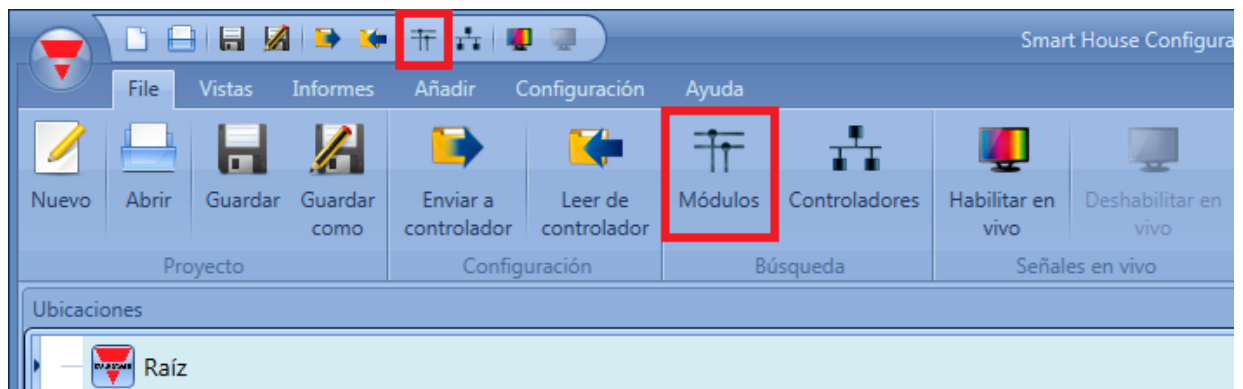 Smart House Configura
File Vistas Informes Añadir Configuración Ayuda
Nuevo Abrir Guardar Guardar como Enviar a controlador Leer de controlador Módulos Controladores Habilitar en vivo Deshabilitar en vivo
Proyecto Configuración Búsqueda Señales en vivo
Ubicaciones
Raíz